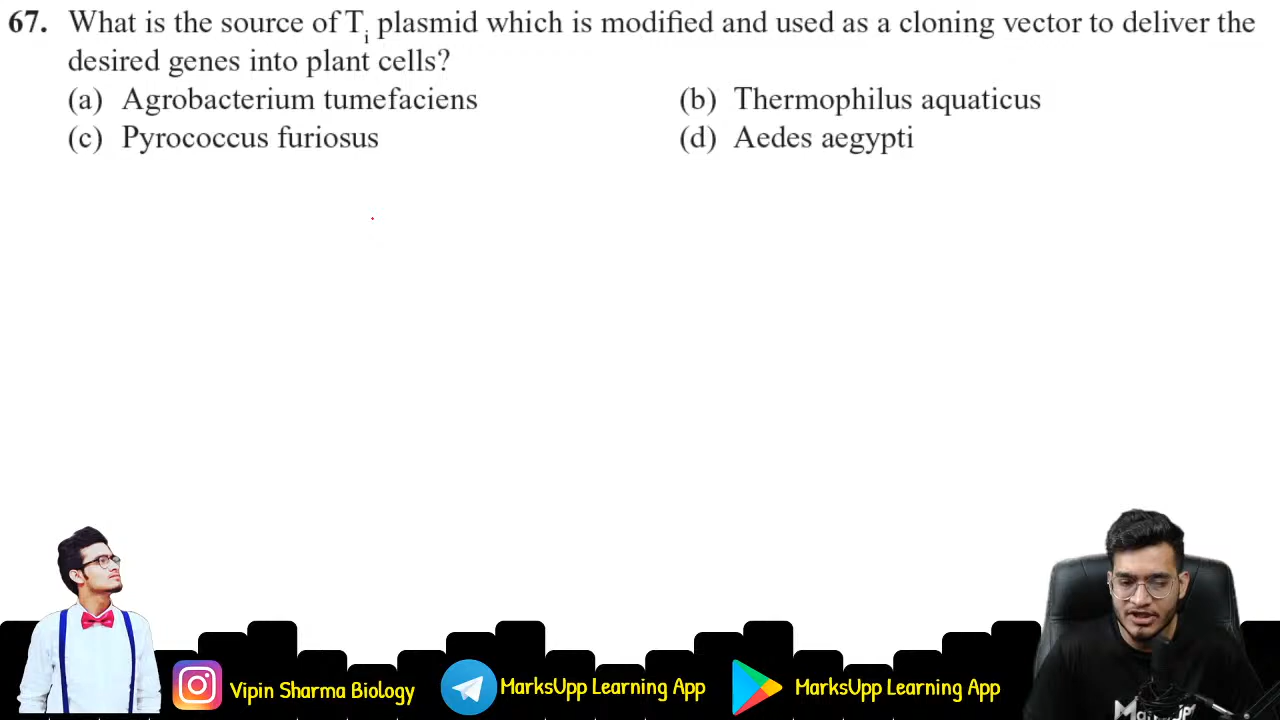 67. What is the source of Ti plasmid which is modified and used as a cloning vector to deliver the
desired genes into plant cells?
(a) Agrobacterium tumefaciens (b) Thermophilus aquaticus
(c) Pyrococcus furiosus (d) Aedes aegypti
Vipin Sharma Biology MarksUpp Learning App MarksUpp Learning App